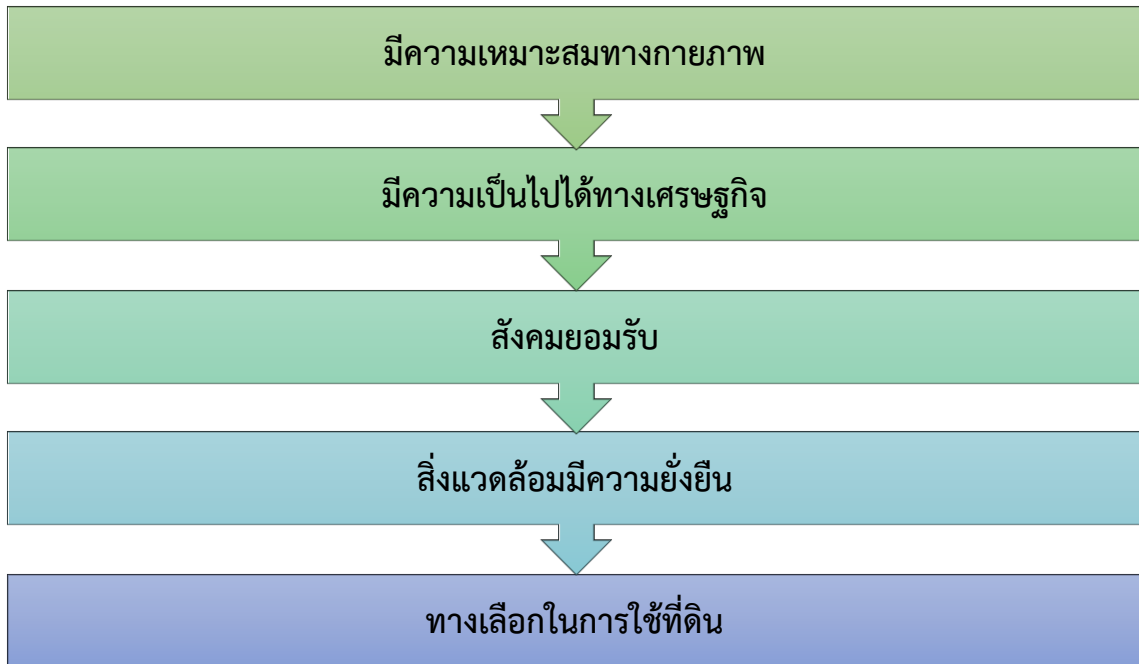 มีความเหมาะสมทางกายภาพ
มีความเป็นไปได้ทางเศรษฐกิจ
สังคมยอมรับ
สิ่งแวดล้อมมีความยั่งยืน
ทางเลือกในการใช้ที่ดิน